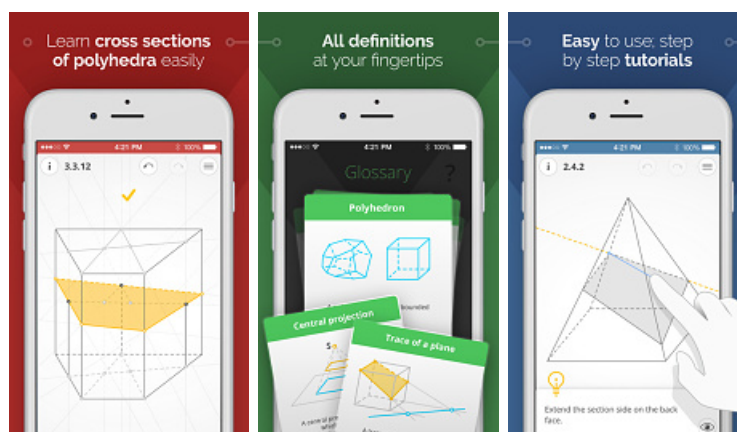 Learn cross sections
of polyhedra easily
4:21 PM
100%
i
3.3.12
All definitions
at your fingertips
4:21 PM
100%
Glossary
?
Polyhedron
bounded
Central projection
S
A central
Trace of a plane
Easy to use: step
by step tutorials
4:21 PM
100%
i
2.4.2
Extend the section side on the back
face.